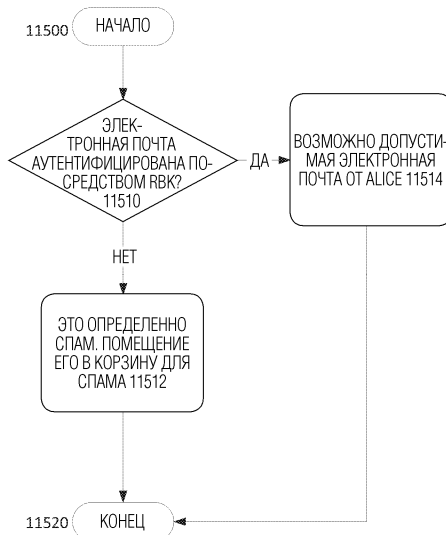 11500
НАЧАЛО
ЭЛЕК-
ТРОННАЯ ПОЧТА
АУТЕНТИФИЦИРОВАНА ПО-
СРЕДСТВОМ RBK?
11510
ДА
ВОЗМОЖНО ДОПУСТИ-
МАЯ ЭЛЕКТРОННАЯ
ПОЧТА ОТ ALICE 11514
НЕТ
ЭТО ОПРЕДЕЛЕННО
СПАМ. ПОМЕЩЕНИЕ
ЕГО В КОРЗИНУ ДЛЯ
СПАМА 11512
11520
КОНЕЦ